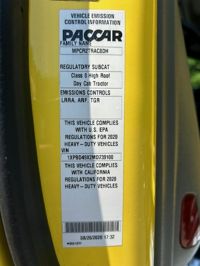 VEHICLE EMISSION
CONTROL INFORMATION
PACCAR
FAMILY NAME
REGULATORY SUBCAT
Class 8 High Roof
Day Cab Tractor
EMISSIONS CONTROLS
LRRA, ARF, TGR
THIS VEHICLE COMPLIES
WITH U.S. EPA
REGULATIONS FOR 2020
HEAVY-DUTY VEHICLES
VIN
THIS VEHICLE COMPLIES
WITH CALIFORNIA
REGULATIONS FOR 2020
HEAVY-DUTY VEHICLES